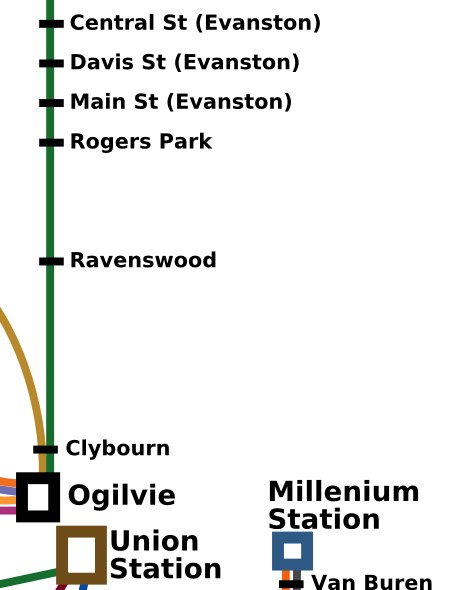 Central St (Evanston)
Davis St (Evanston)
Main St (Evanston)
Rogers Park
Ravenswood
Clybourn
Ogilvie
Millenium
Station
Union
Station
Van Buren